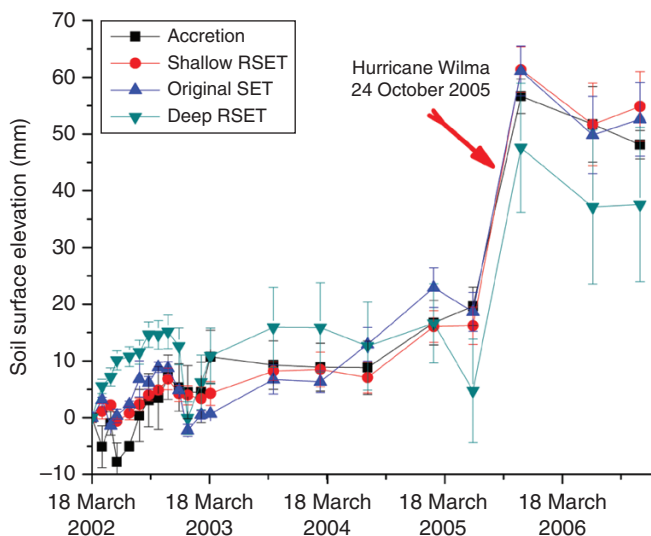 Accretion
Shallow RSET
Original SET
Deep RSET
Hurricane Wilma
24 October 2005
Soil surface elevation (mm)
70
60
50
40
30
20
10
0
−10
18 March
2002
18 March
2003
18 March
2004
18 March
2005
18 March
2006